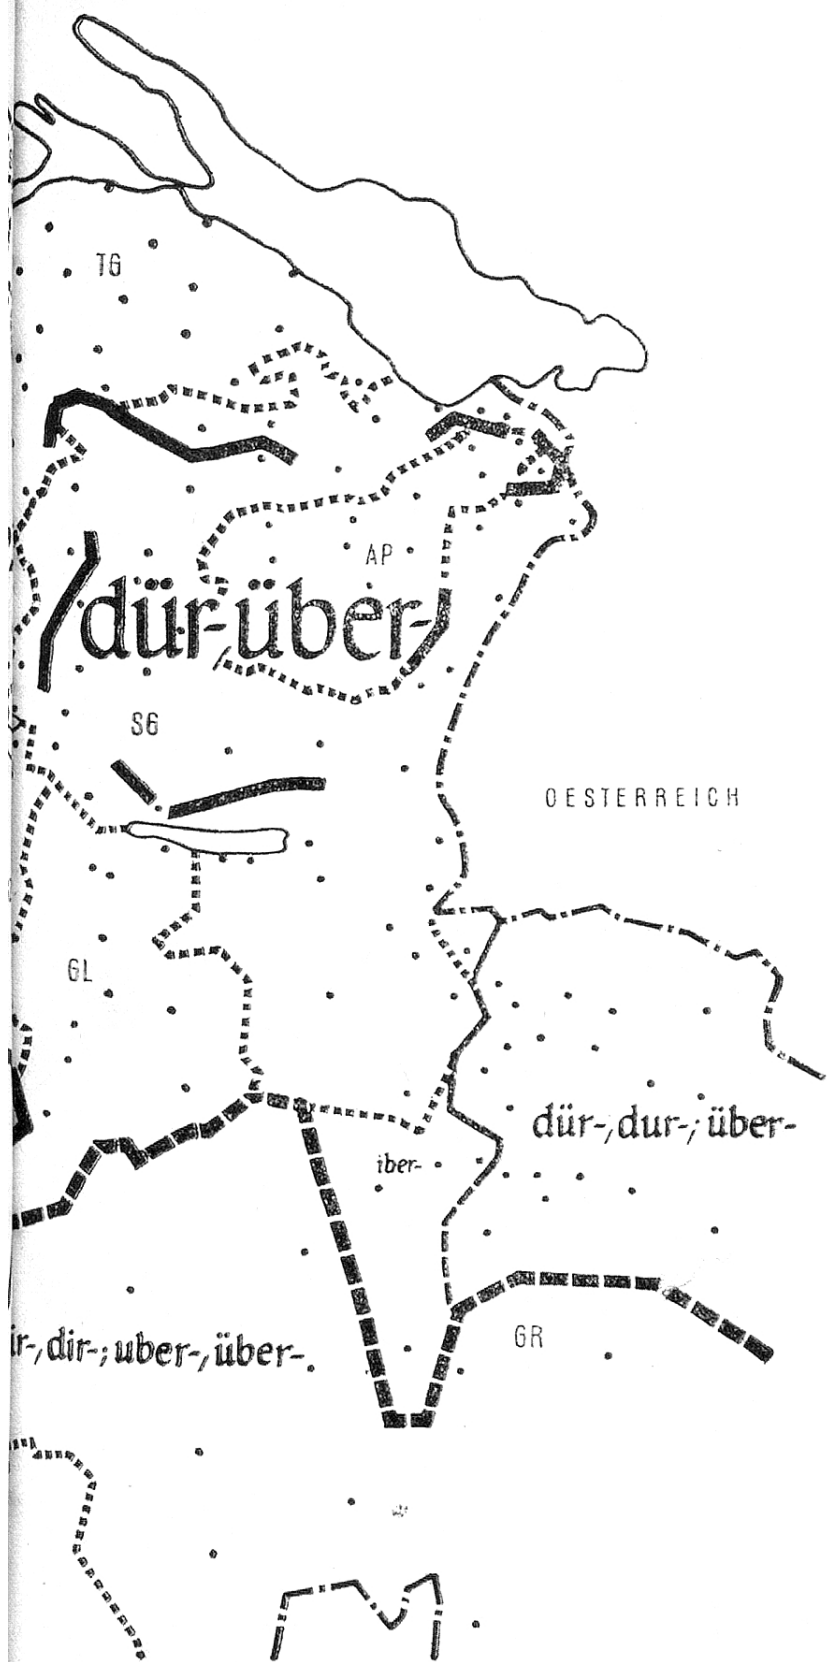 TG
AP
dür-, über-
SG
OESTERREICH
GL
dür-, dur-; über-
iber-
ir-, dir-; uber-, über-
GR